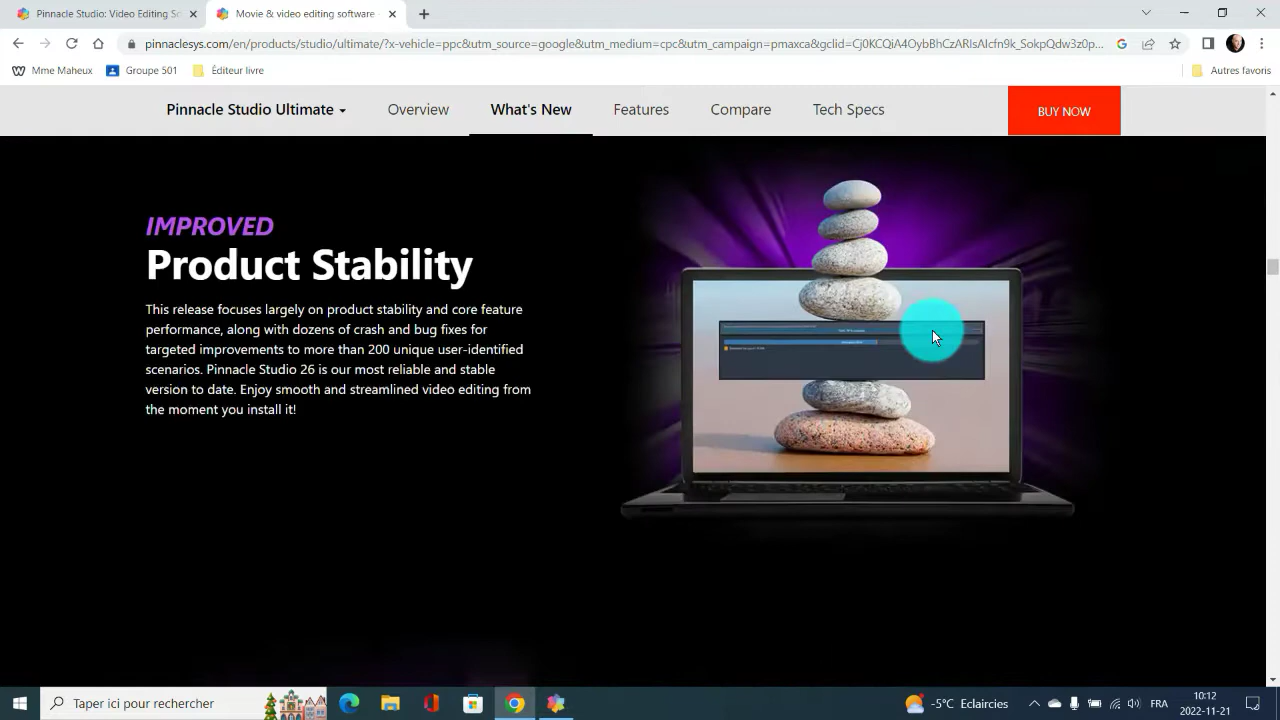 Pinnacle Studio: Video Editing So
Movie & video editing software
pinnaclesys.com/en/products/studio/ultimate/?x-vehicle=ppc&utm_source=google&utm_medium=cpc&utm_campaign=pmaxca&gclid=Cj0KCQiA4OybBhCzARIsAIcfn9k_SokpQdw3z0p...
Mme Maheux
Groupe 501
Éditeur livre
Autres favoris
Pinnacle Studio Ultimate
Overview
What's New
Features
Compare
Tech Specs
BUY NOW
IMPROVED
Product Stability
This release focuses largely on product stability and core feature
performance, along with dozens of crash and bug fixes for
targeted improvements to more than 200 unique user-identified
scenarios. Pinnacle Studio 26 is our most reliable and stable
version to date. Enjoy smooth and streamlined video editing from
the moment you install it!
Taper ici pour rechercher
-5°C Eclaircies
FRA
10:12
2022-11-21